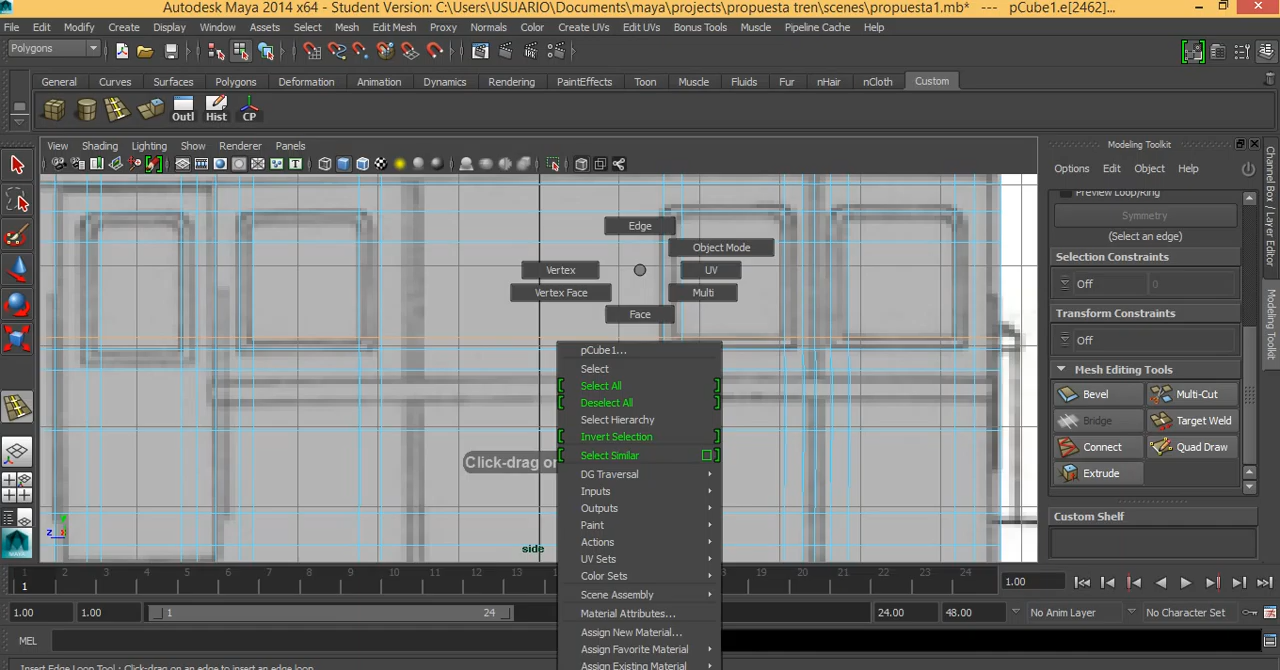 Autodesk Maya 2014 x64 - Student Version: C:\Users\USUARIO\Documents\maya\projects\propuesta tren\scenes\propuesta1.mb* --- pCube1.e[2462]...
File Edit Modify Create Display Window Assets Select Mesh Edit Mesh Proxy Normals Color Create UVs Edit UVs Bonus Tools Muscle Pipeline Cache Help
Polygons
General Curves Surfaces Polygons Deformation Animation Dynamics Rendering PaintEffects Toon Muscle Fluids Fur nHair nCloth Custom
Outl Hist CP
View Shading Lighting Show Renderer Panels
Modeling Toolkit
Options Edit Object Help
Preview Loop/Ring
Symmetry
(Select an edge)
Selection Constraints
Off 0
Transform Constraints
Off
Mesh Editing Tools
Bevel Multi-Cut
Bridge Target Weld
Connect Quad Draw
Extrude
Custom Shelf
Channel Box / Layer Editor
Modeling Toolkit
Edge
Object Mode
Vertex UV
Vertex Face Multi
Face
pCube1...
Select
Select All
Deselect All
Select Hierarchy
Invert Selection
Select Similar
DG Traversal
Inputs
Outputs
Paint
Actions
UV Sets
Color Sets
Scene Assembly
Material Attributes...
Assign New Material...
Assign Favorite Material
Assign Existing Material
Click-drag on
side
z
1 2 3 4 5 6 7 8 9 10 11 12 13 19 20 21 22 23 24
1
1.00
1.00 1.00 1 24 24.00 48.00 No Anim Layer No Character Set
MEL
Insert Edge Loop Tool: Click-drag on an edge to insert an edge loop.